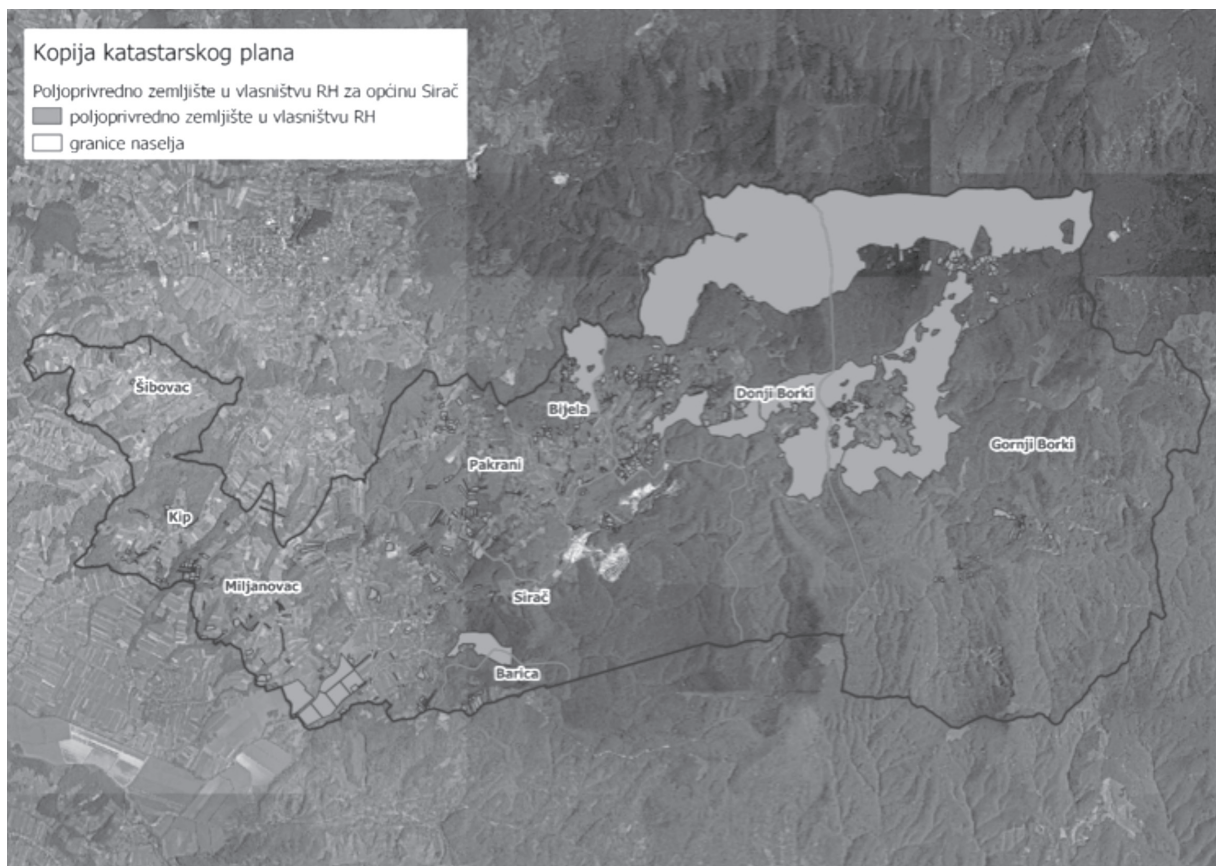 Kopija katastarskog plana
Poljoprivredno zemljište u vlasništvu RH za općinu Sirač
poljoprivredno zemljište u vlasništvu RH
granice naselja
Šibovac
Bijela
Donji Borki
Gornji Borki
Pakrani
Kip
Miljanovac
Sirač
Barica